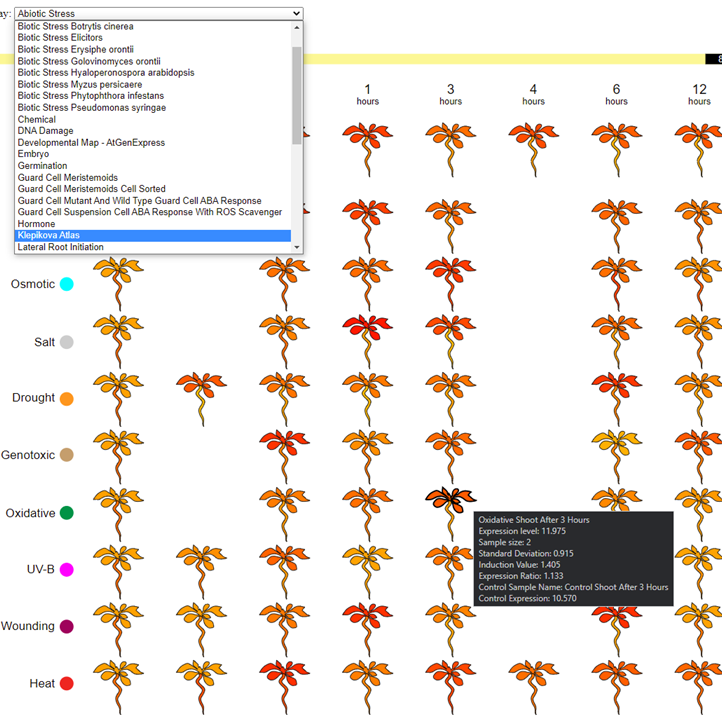 ay: Abiotic Stress
Biotic Stress Botrytis cinerea
Biotic Stress Elicitors
Biotic Stress Erysiphe orontii
Biotic Stress Golovinomyces orontii
Biotic Stress Hyaloperonospora arabidopsis
Biotic Stress Myzus persicaere
Biotic Stress Phytophthora infestans
Biotic Stress Pseudomonas syringae
Chemical
DNA Damage
Developmental Map - AtGenExpress
Embryo
Germination
Guard Cell Meristemoids
Guard Cell Meristemoids Cell Sorted
Guard Cell Mutant And Wild Type Guard Cell ABA Response
Guard Cell Suspension Cell ABA Response With ROS Scavenger
Hormone
Klepikova Atlas
Lateral Root Initiation
1 3 4 6 12
hours hours hours hours hours
Osmotic
Salt
Drought
Genotoxic
Oxidative
Oxidative Shoot After 3 Hours
Expression level: 11.975
Sample size: 2
Standard Deviation: 0.915
Induction Value: 1.405
Expression Ratio: 1.133
Control Sample Name: Control Shoot After 3 Hours
Control Expression: 10.570
UV-B
Wounding
Heat